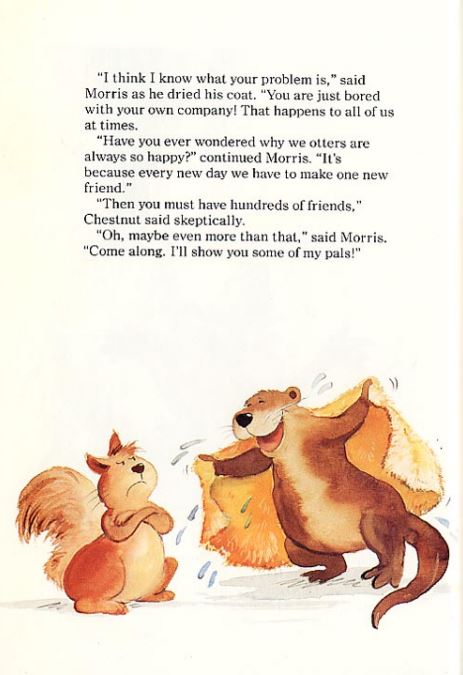 "I think I know what your problem is," said
Morris as he dried his coat. "You are just bored
with your own company! That happens to all of us
at times.
"Have you ever wondered why we otters are
always so happy?" continued Morris. "It's
because every new day we have to make one new
friend."
"Then you must have hundreds of friends,"
Chestnut said skeptically.
"Oh, maybe even more than that," said Morris.
"Come along. I'll show you some of my pals!"